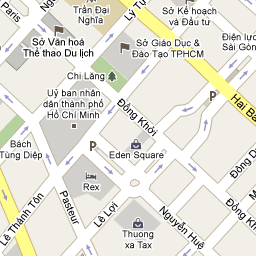 Trần Đại
Nghĩa
Paris
Lý Tự
Sở Kế hoạch
và Đầu tư
Sở Văn hoá
Thể thao Du lịch
Sở Giáo Dục &
Đào Tạo TPHCM
Điện lực
Sài Gòn
Chi Lăng
Uỷ ban nhân
dân thành phố
Hồ Chí Minh
Đồng Khởi
P
Hai Bà
Bách
Tùng Diệp
P
Eden Square
Rex
Pasteur
Lê Thánh Tôn
Lê Lợi
Nguyễn Huệ
Đông D
Đồng K
Thuong
xa Tax